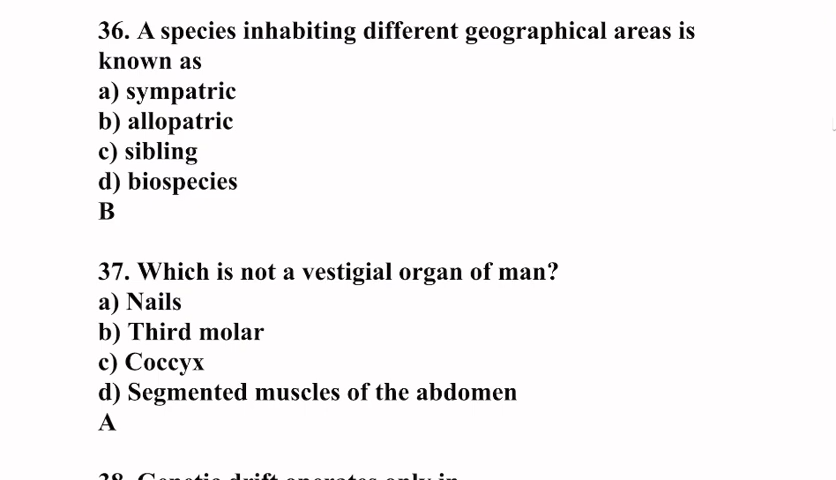 36. A species inhabiting different geographical areas is
known as
a) sympatric
b) allopatric
c) sibling
d) biospecies
B
37. Which is not a vestigial organ of man?
a) Nails
b) Third molar
c) Coccyx
d) Segmented muscles of the abdomen
A
38. Genetic drift operates only in